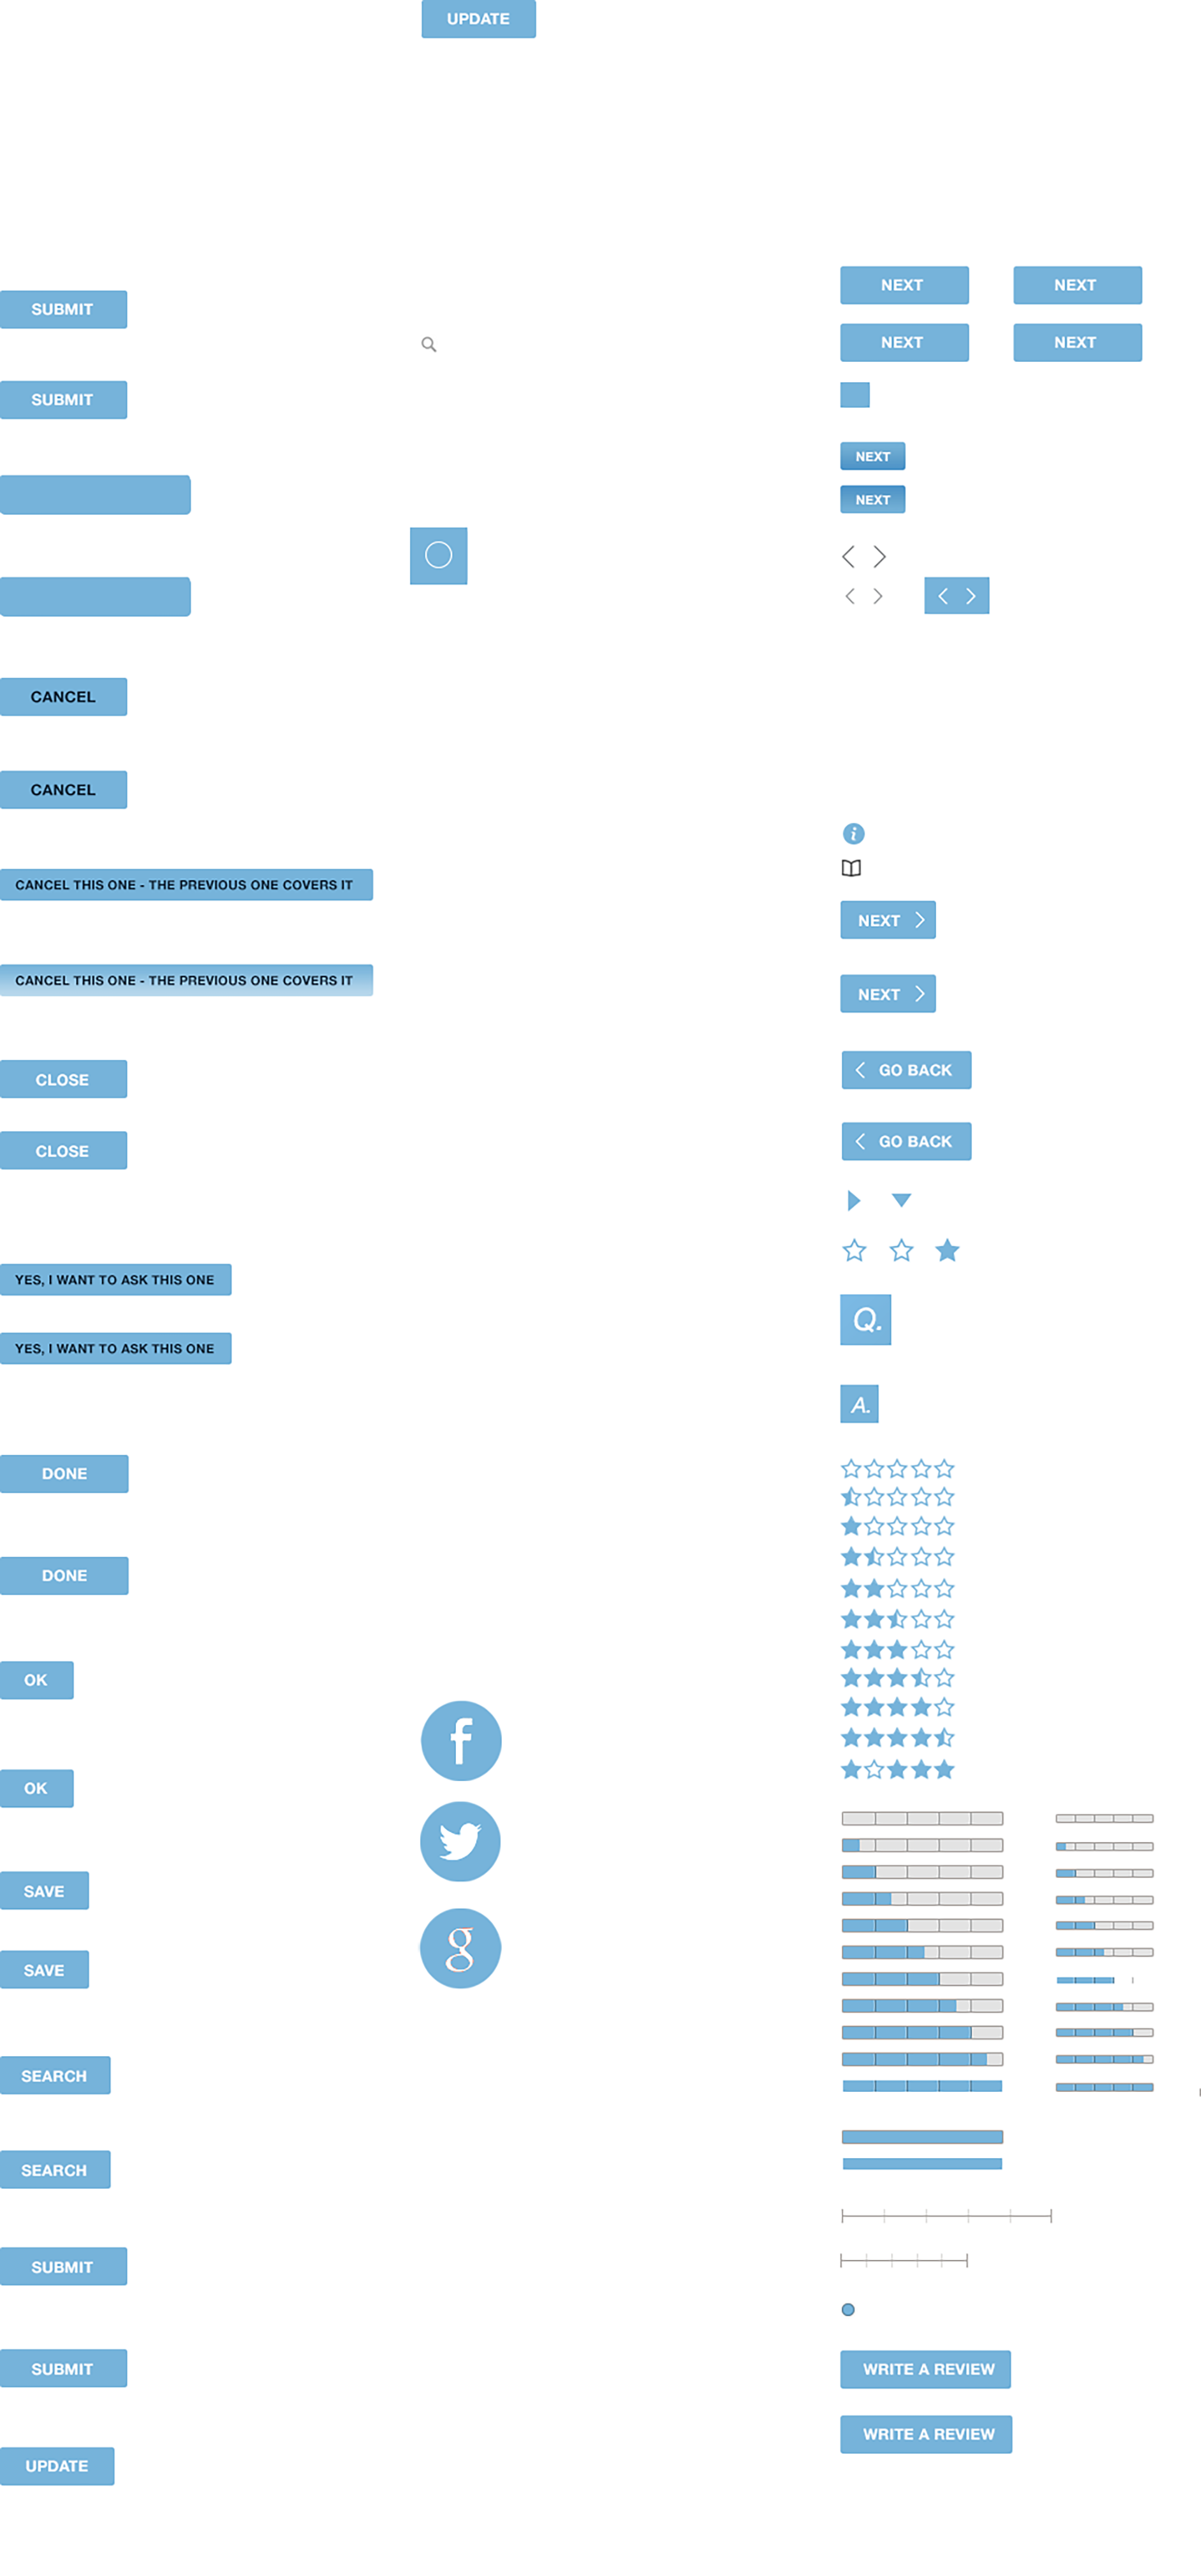 UPDATE
SUBMIT
SUBMIT
CANCEL
CANCEL
CANCEL THIS ONE - THE PREVIOUS ONE COVERS IT
CANCEL THIS ONE - THE PREVIOUS ONE COVERS IT
CLOSE
CLOSE
YES, I WANT TO ASK THIS ONE
YES, I WANT TO ASK THIS ONE
DONE
DONE
OK
OK
SAVE
SAVE
SEARCH
SEARCH
SUBMIT
SUBMIT
UPDATE
f
g
NEXT
NEXT
NEXT
NEXT
NEXT
NEXT
i
NEXT
NEXT
GO BACK
GO BACK
Q.
A.
WRITE A REVIEW
WRITE A REVIEW